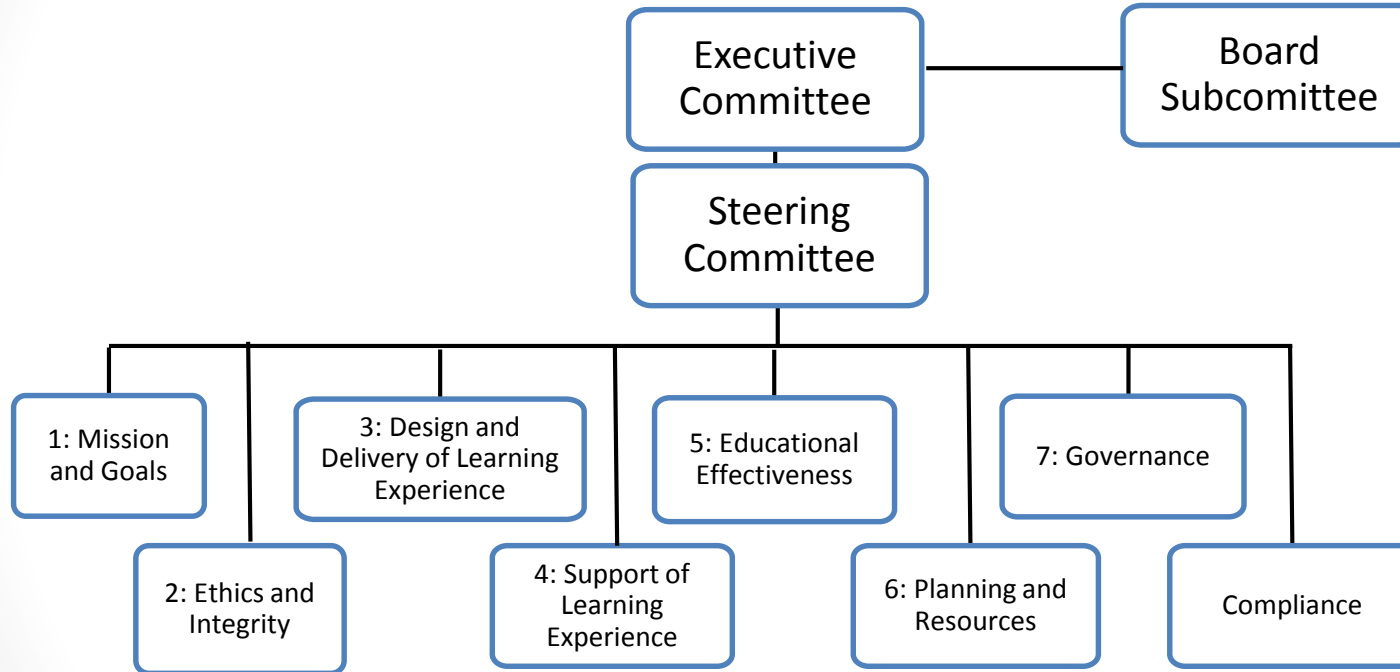 Executive
Committee
Board
Subcomittee
Steering
Committee
1: Mission
and Goals
3: Design and
Delivery of Learning
Experience
5: Educational
Effectiveness
7: Governance
2: Ethics and
Integrity
4: Support of
Learning
Experience
6: Planning and
Resources
Compliance